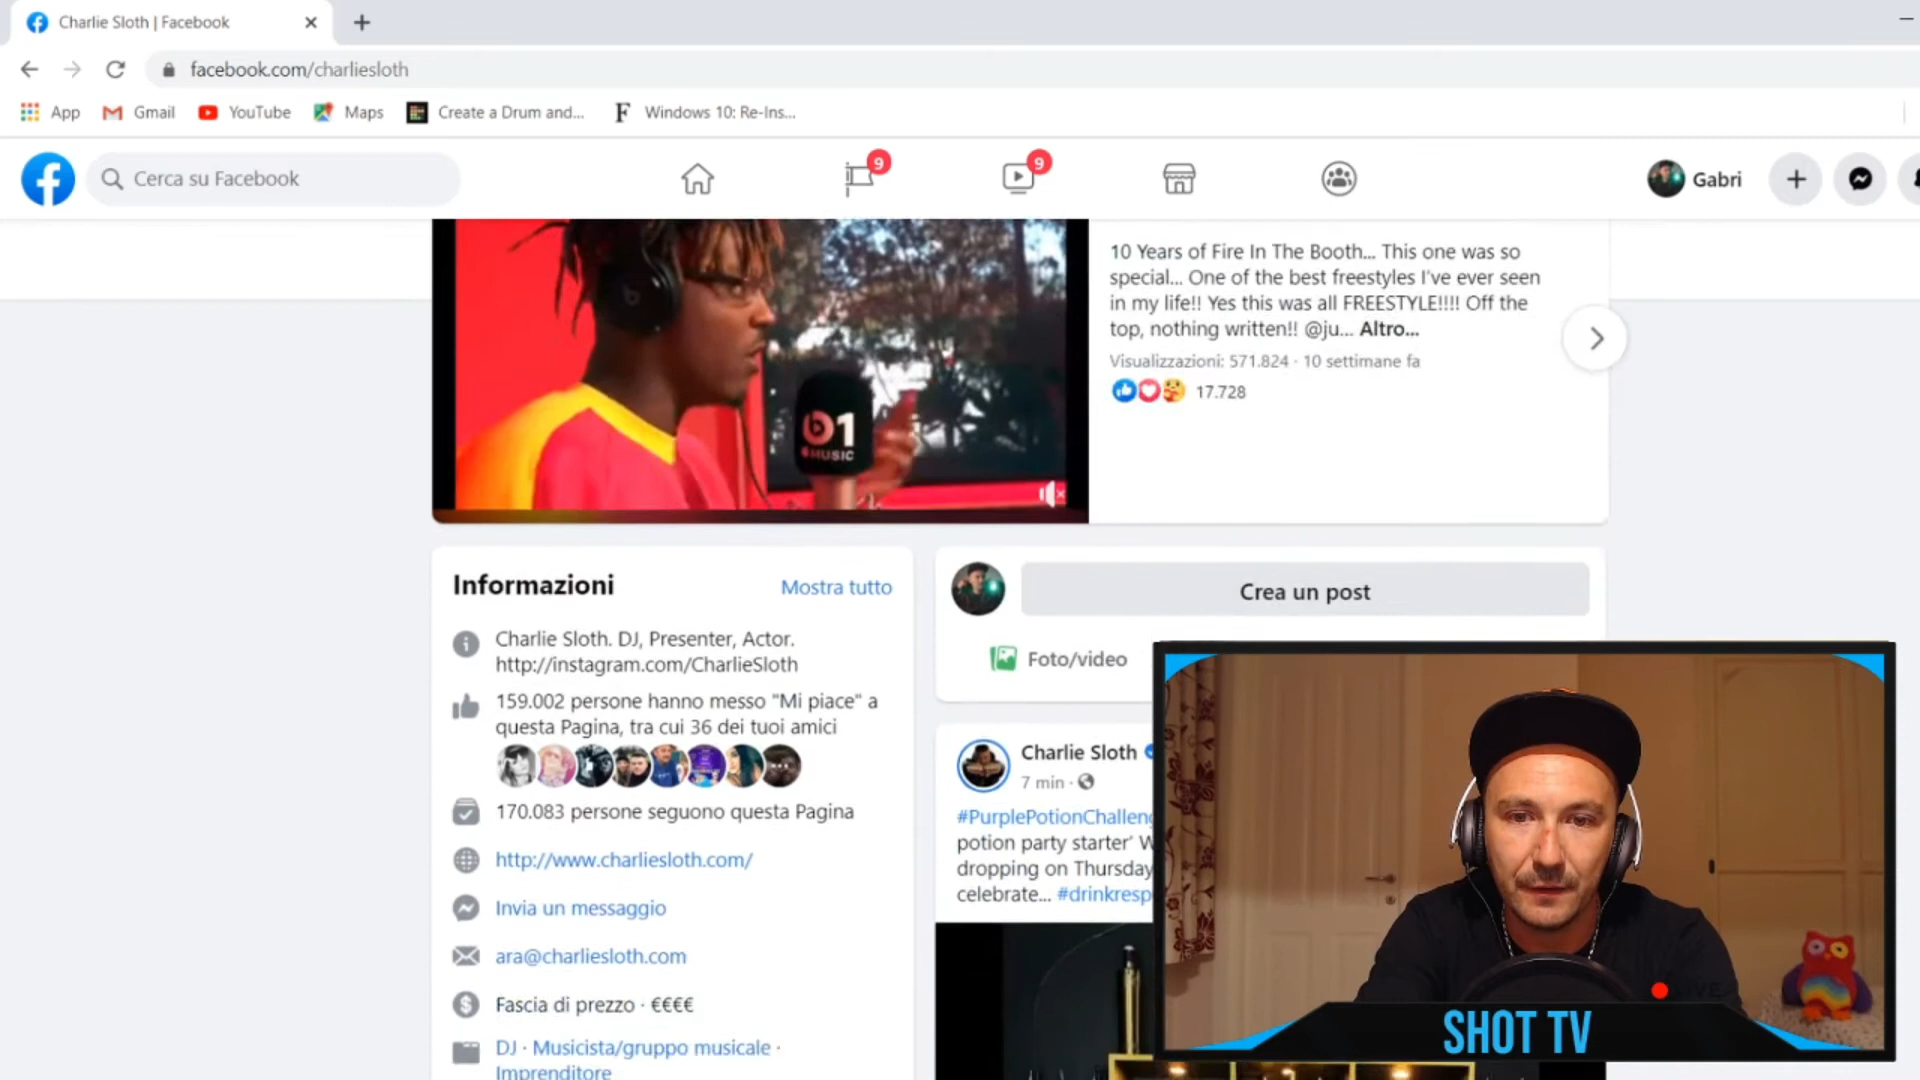 Charlie Sloth | Facebook
facebook.com/charliesloth
App
Gmail
YouTube
Maps
Create a Drum and...
F
Windows 10: Re-Ins...
Cerca su Facebook
9
9
Gabri
10 Years of Fire In The Booth... This one was so
special... One of the best freestyles I've ever seen
in my life!! Yes this was all FREESTYLE!!!! Off the
top, nothing written!! @ju... Altro...
Visualizzazioni: 571.824 · 10 settimane fa
17.728
b1
MUSIC
Informazioni
Mostra tutto
Charlie Sloth. DJ, Presenter, Actor.
http://instagram.com/CharlieSloth
159.002 persone hanno messo "Mi piace" a
questa Pagina, tra cui 36 dei tuoi amici
170.083 persone seguono questa Pagina
http://www.charliesloth.com/
Invia un messaggio
ara@charliesloth.com
Fascia di prezzo · €€€€
DJ · Musicista/gruppo musicale ·
Imprenditore
Crea un post
Foto/video
Charlie Sloth
7 min ·
#PurplePotionChalleng
potion party starter' W
dropping on Thursday
celebrate... #drinkresp
LIVE
SHOT TV